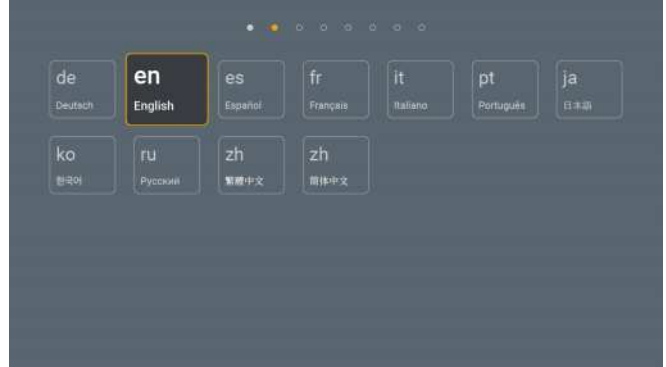 de
Deutsch
en
English
es
Español
fr
Français
it
Italiano
pt
Português
ja
日本語
ko
한국어
ru
Русский
zh
繁體中文
zh
简体中文